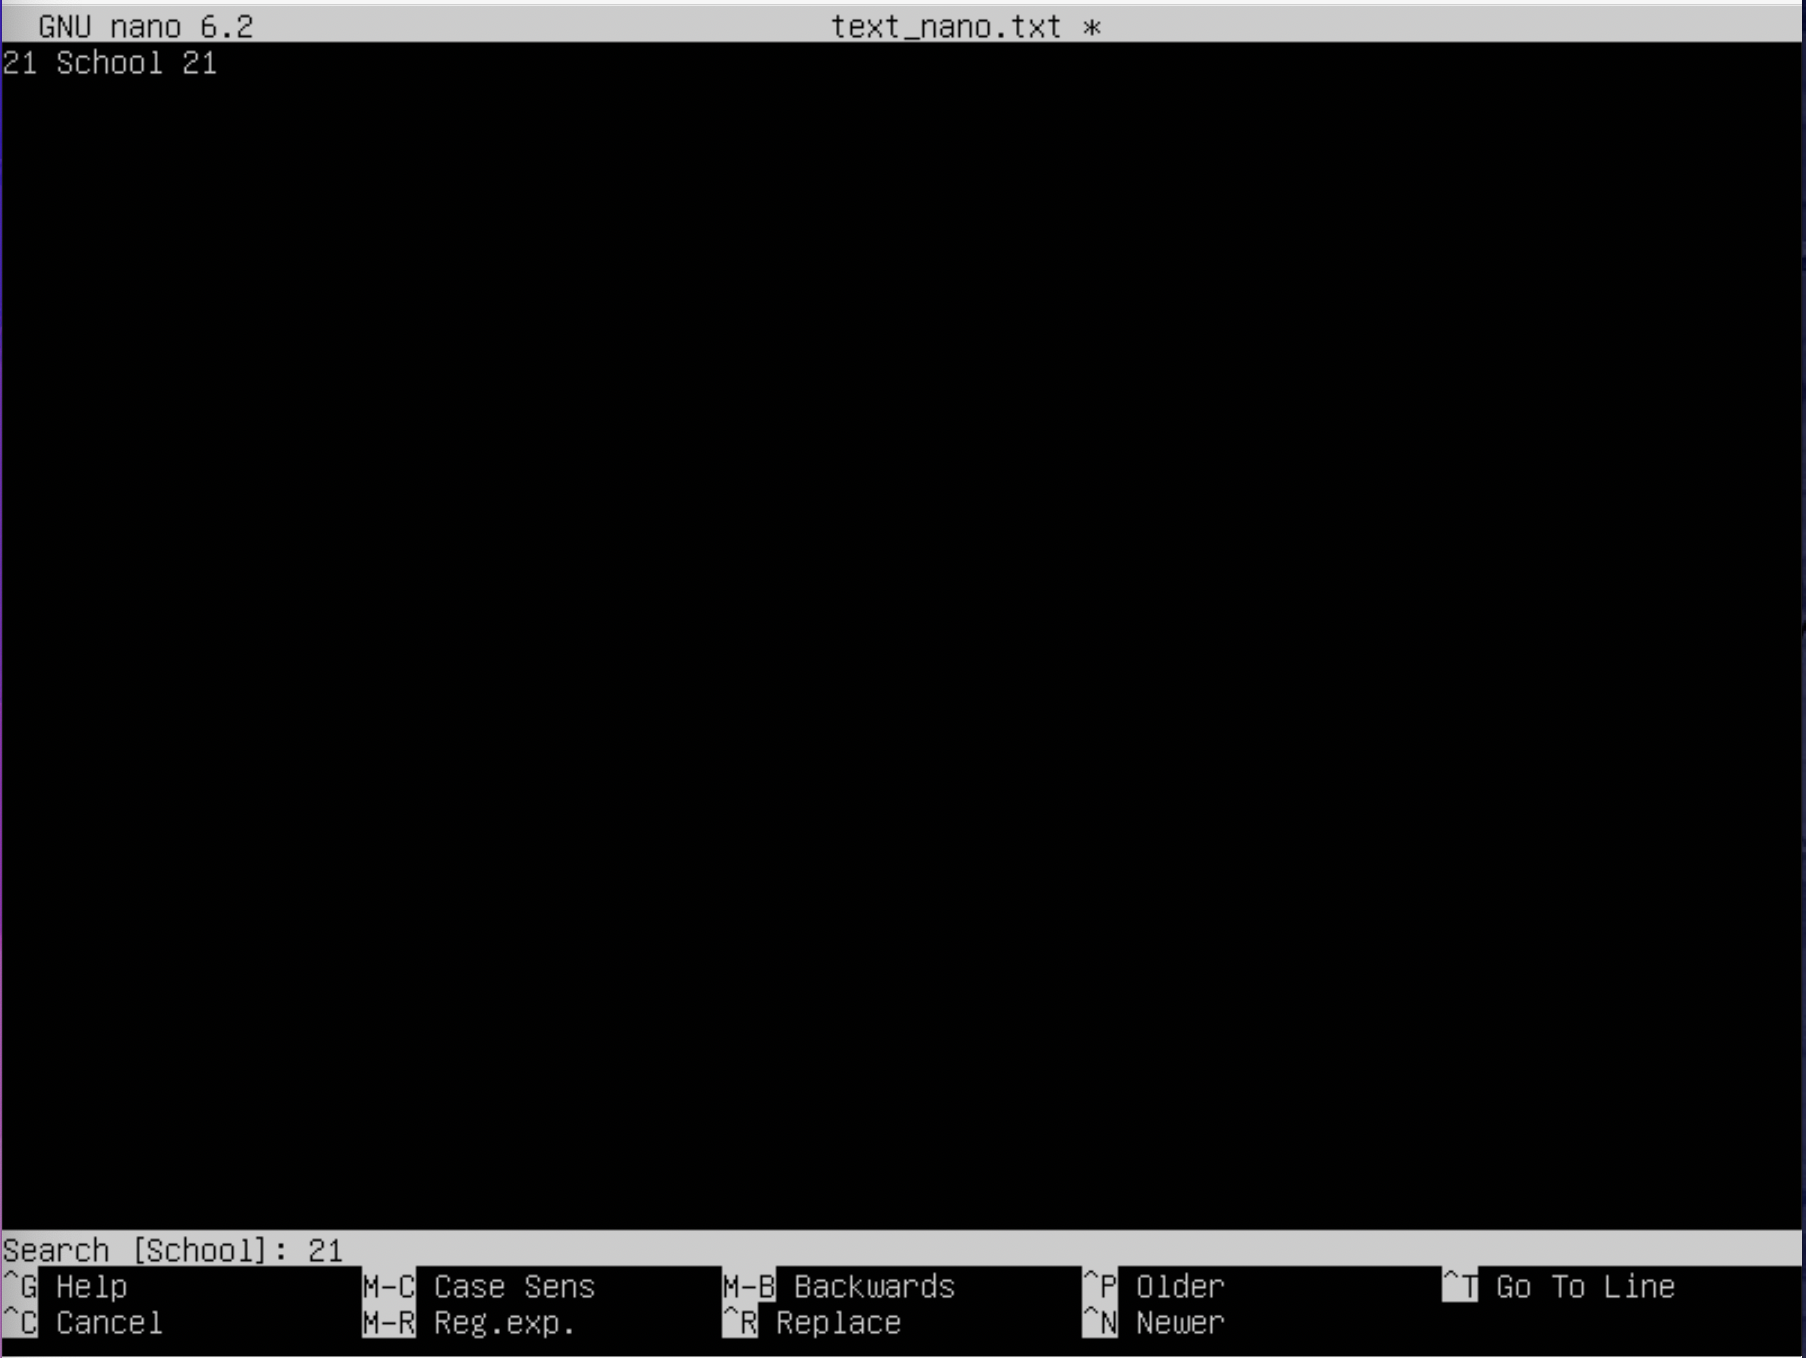 GNU nano 6.2 text_nano.txt *
21 School 21
Search [School]: 21
^G Help M-C Case Sens M-B Backwards ^P Older ^T Go To Line
^C Cancel M-R Reg.exp. ^R Replace ^N Newer